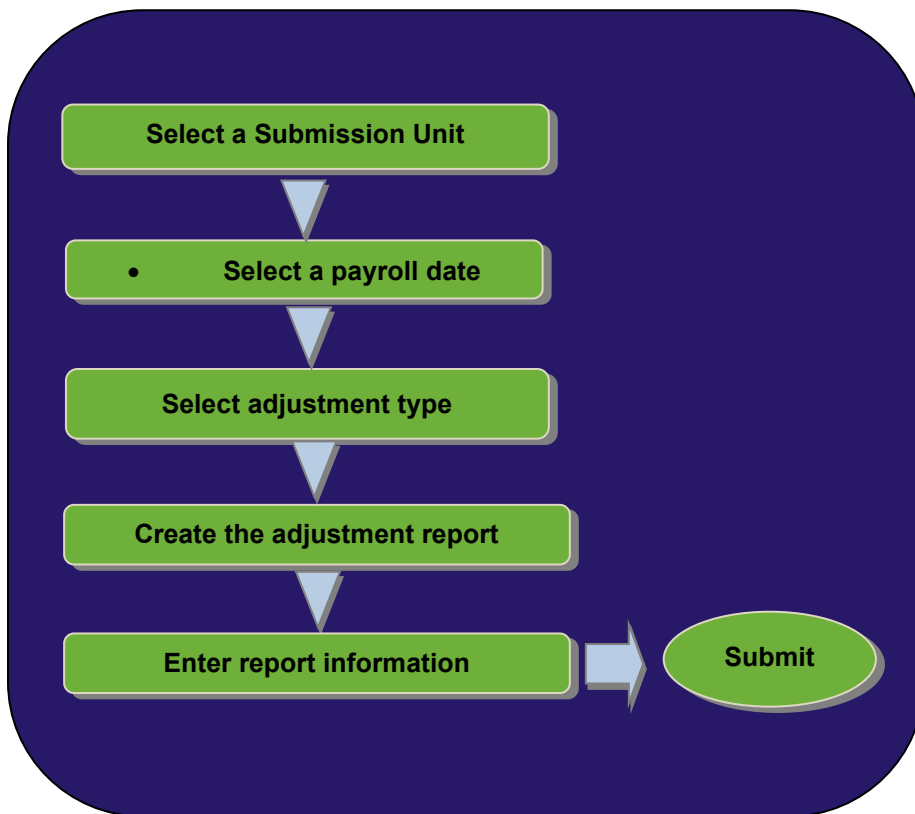 Select a Submission Unit
• Select a payroll date
Select adjustment type
Create the adjustment report
Enter report information
Submit